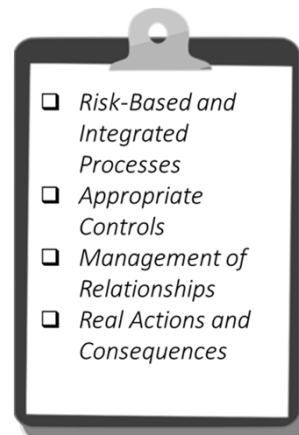 ❑ Risk-Based and
Integrated
Processes
❑ Appropriate
Controls
❑ Management of
Relationships
❑ Real Actions and
Consequences